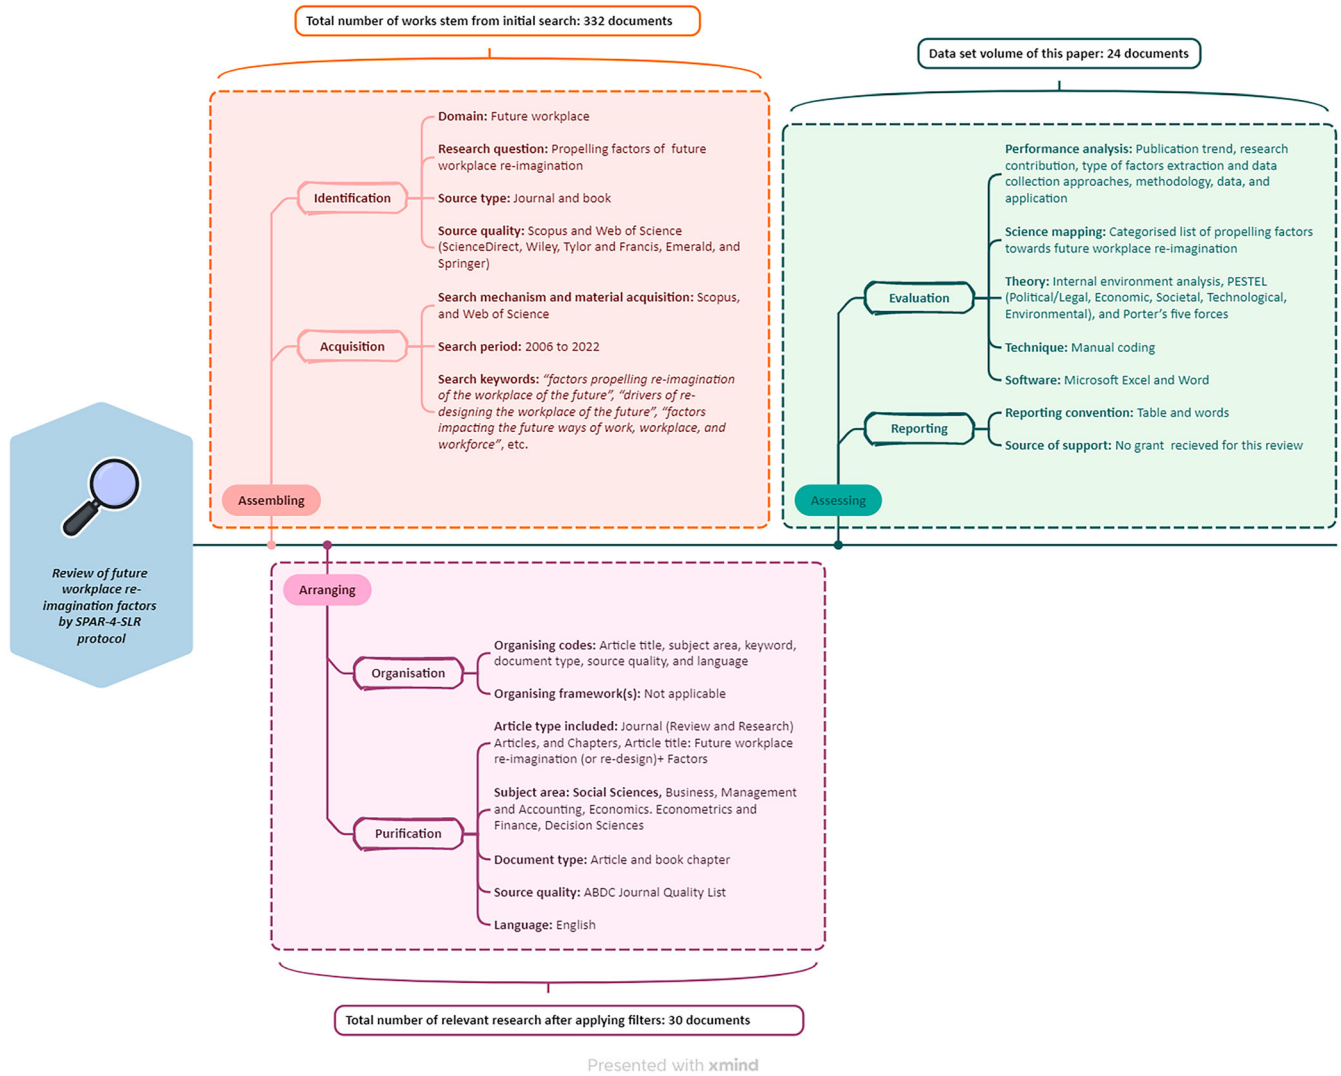 Total number of works stem from initial search: 332 documents
Data set volume of this paper: 24 documents
Domain: Future workplace
Research question: Propelling factors of  future
workplace re-imagination
Identification
Source type: Journal and book
Source quality: Scopus and Web of Science
(ScienceDirect, Wiley, Tylor and Francis, Emerald, and
Springer)
Search mechanism and material acquisition: Scopus,
and Web of Science
Acquisition
Search period: 2006 to 2022
Search keywords: “factors propelling re-imagination
of the workplace of the future”, “drivers of re-
designing the workplace of the future”, “factors
impacting the future ways of work, workplace, and
workforce”, etc.
Assembling
Performance analysis: Publication trend, research
contribution, type of factors extraction and data
collection approaches, methodology, data, and
application
Science mapping: Categorised list of propelling factors
towards future workplace re-imagination
Evaluation
Theory: Internal environment analysis, PESTEL
(Political/Legal, Economic, Societal, Technological,
Environmental), and Porter’s five forces
Technique: Manual coding
Software: Microsoft Excel and Word
Reporting
Reporting convention: Table and words
Source of support: No grant  recieved for this review
Assessing
Review of future
workplace re-
imagination factors
by SPAR-4-SLR
protocol
Arranging
Organisation
Organising codes: Article title, subject area, keyword,
document type, source quality, and language
Organising framework(s): Not applicable
Article type included: Journal (Review and Research)
Articles, and Chapters, Article title: Future workplace
re-imagination (or re-design)+ Factors
Subject area: Social Sciences, Business, Management
and Accounting, Economics. Econometrics and
Finance, Decision Sciences
Purification
Document type: Article and book chapter
Source quality: ABDC Journal Quality List
Language: English
Total number of relevant research after applying filters: 30 documents
Presented with xmind